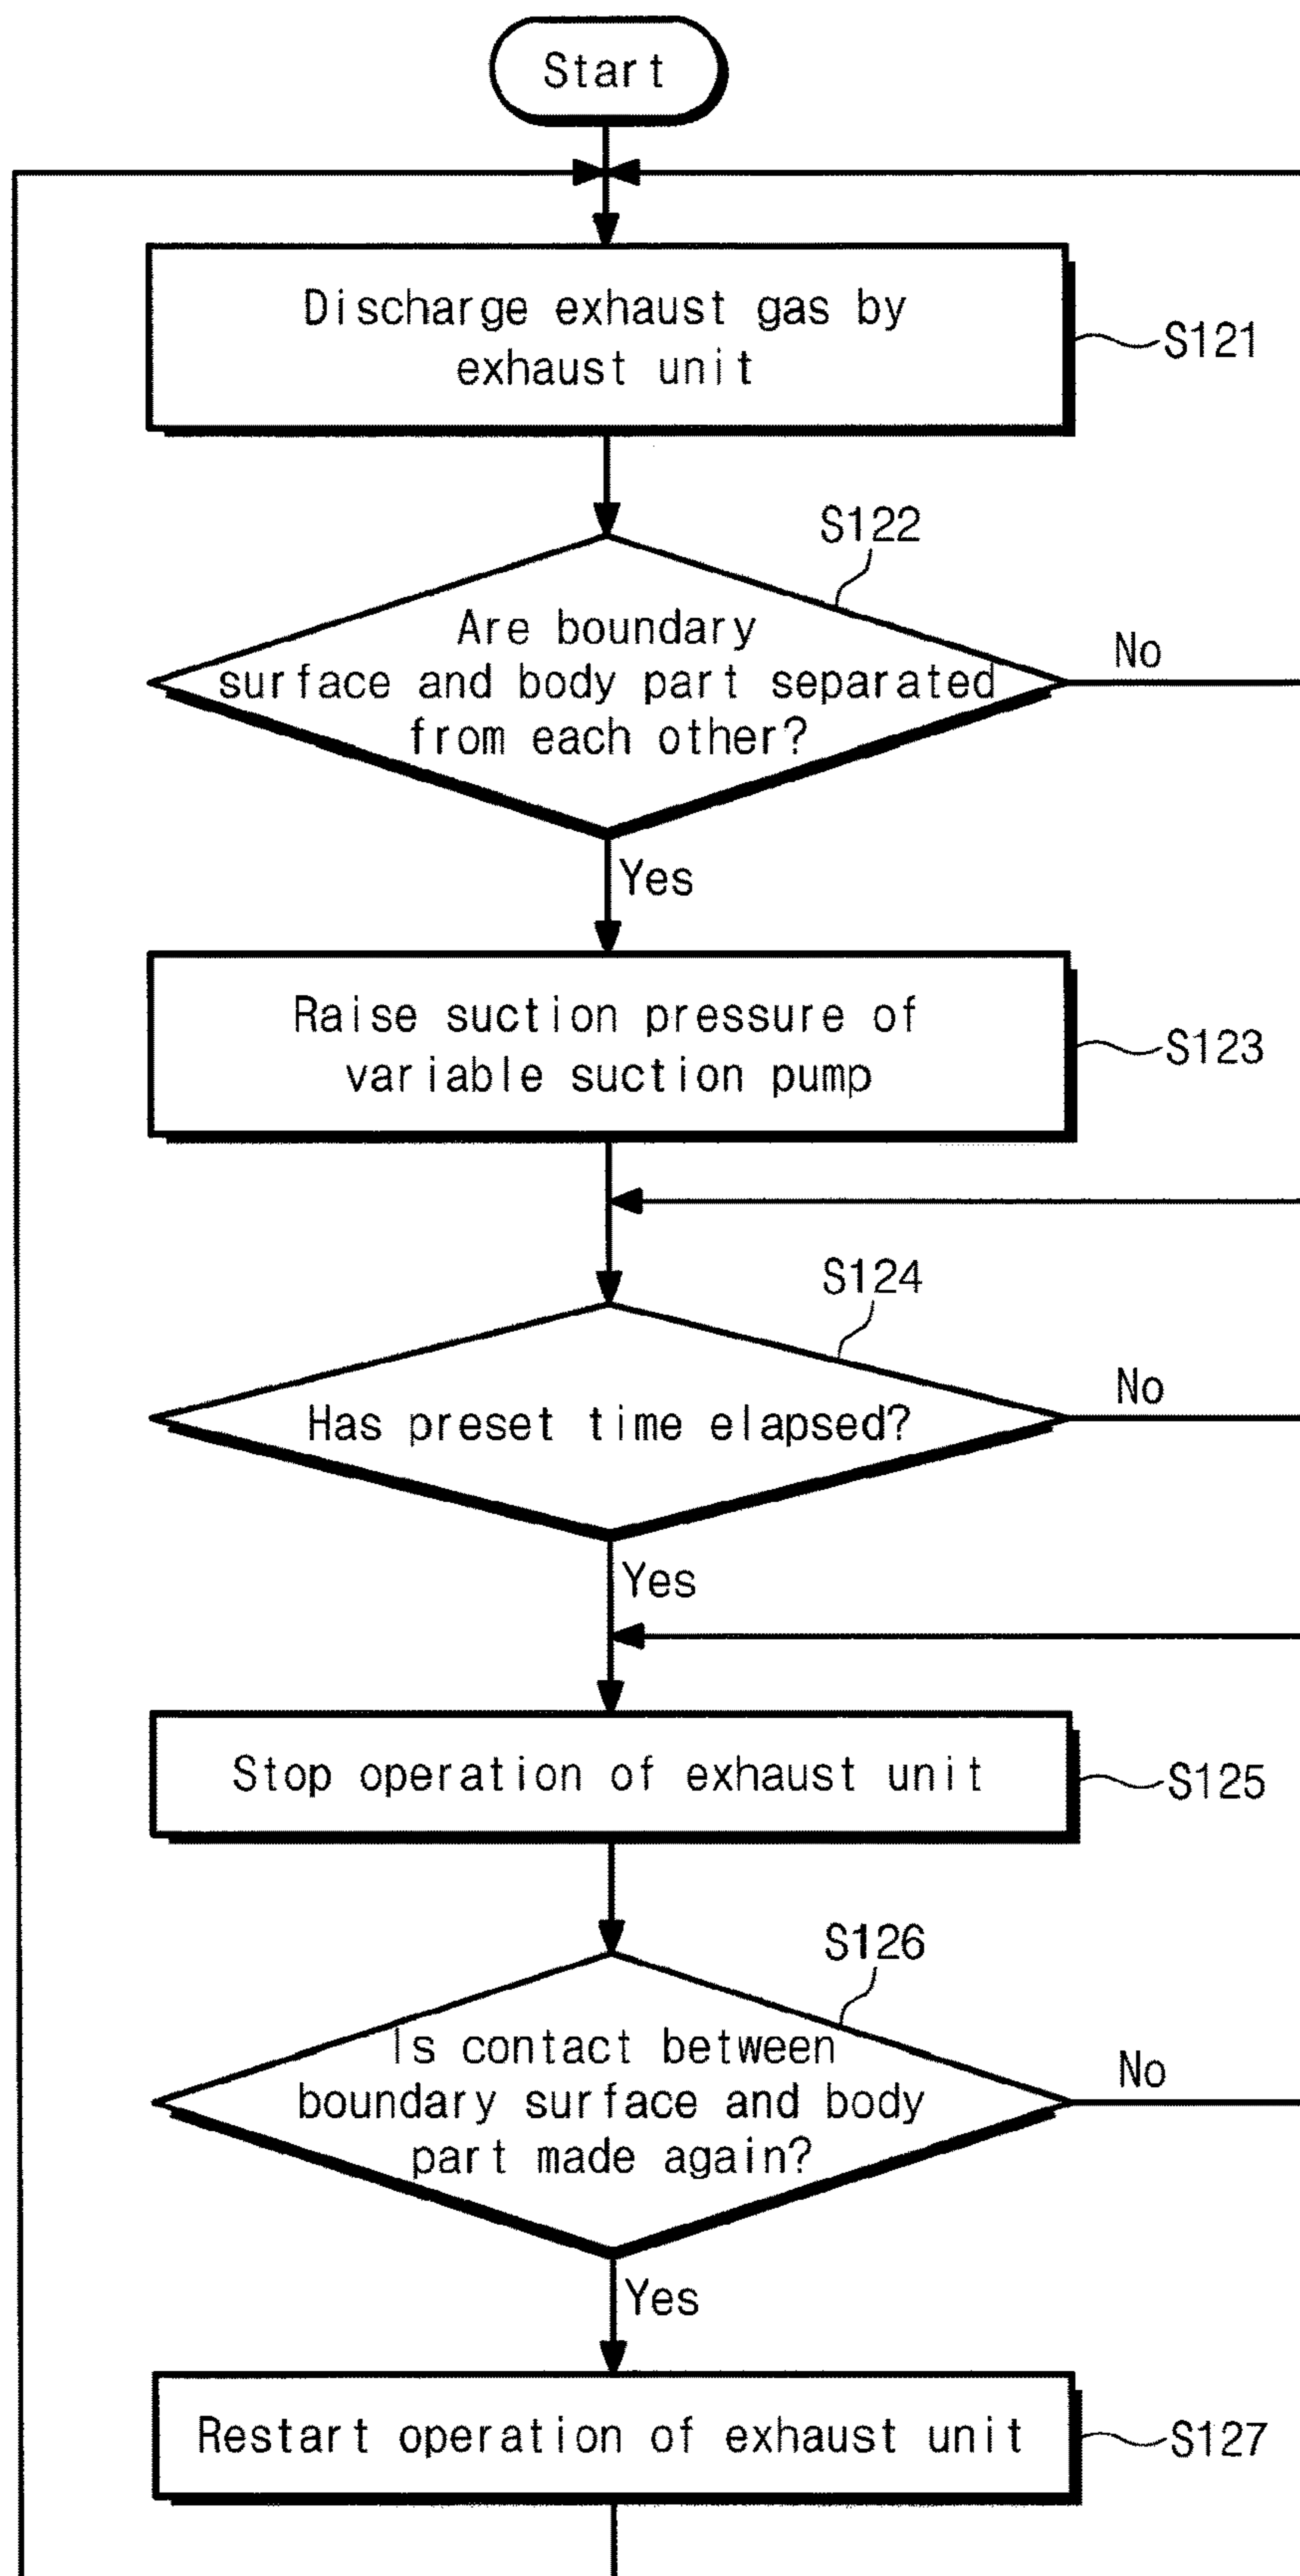 Start
Discharge exhaust gas by
exhaust unit
S121
S122
Are boundary
surface and body part separated
from each other?
No
Yes
Raise suction pressure of
variable suction pump
S123
S124
Has preset time elapsed?
No
Yes
Stop operation of exhaust unit
S125
S126
Is contact between
boundary surface and body
part made again?
No
Yes
Restart operation of exhaust unit
S127